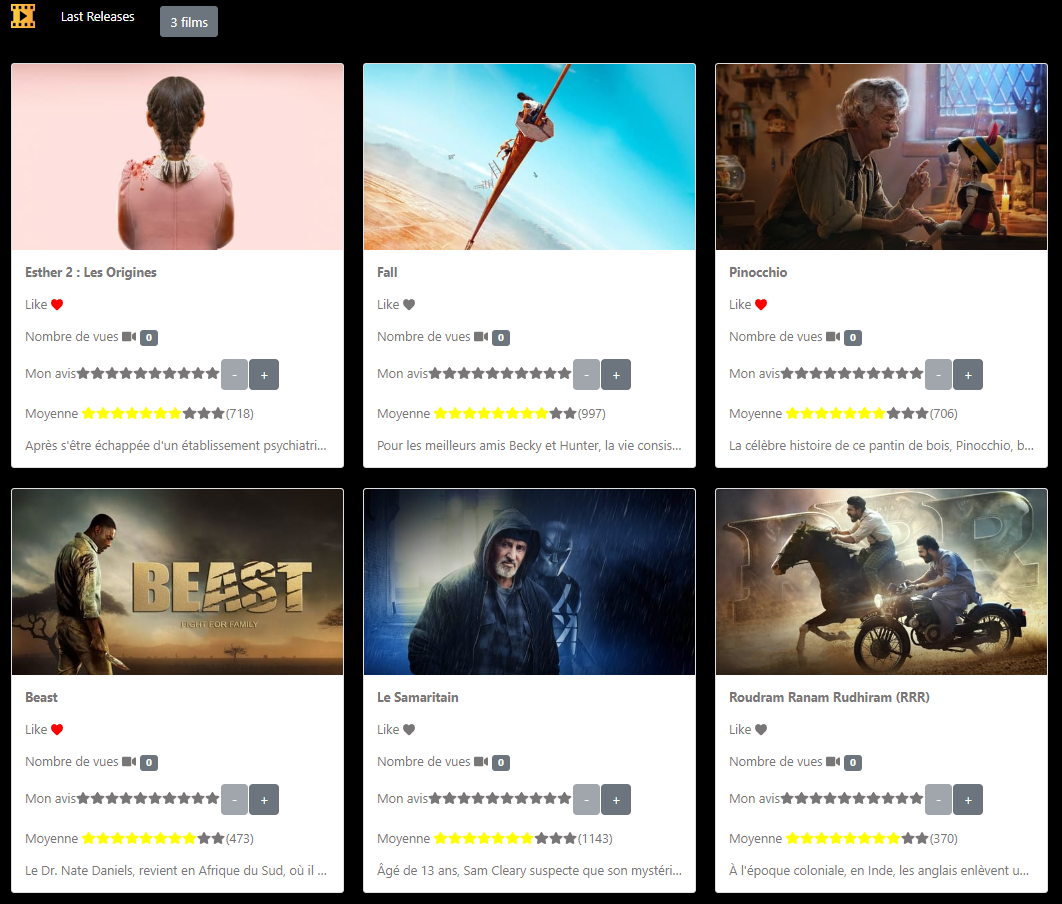 Last Releases
3 films
Esther 2 : Les Origines
Like
Nombre de vues 0
Mon avis - +
Moyenne (718)
Après s'être échappée d'un établissement psychiatri...
Fall
Like
Nombre de vues 0
Mon avis - +
Moyenne (997)
Pour les meilleurs amis Becky et Hunter, la vie consis...
Pinocchio
Like
Nombre de vues 0
Mon avis - +
Moyenne (706)
La célèbre histoire de ce pantin de bois, Pinocchio, b...
BEAST
FIGHT FOR FAMILY
Beast
Like
Nombre de vues 0
Mon avis - +
Moyenne (473)
Le Dr. Nate Daniels, revient en Afrique du Sud, où il ...
Le Samaritain
Like
Nombre de vues 0
Mon avis - +
Moyenne (1143)
Âgé de 13 ans, Sam Cleary suspecte que son mystéri...
RRR
Roudram Ranam Rudhiram (RRR)
Like
Nombre de vues 0
Mon avis - +
Moyenne (370)
À l'époque coloniale, en Inde, les anglais enlèvent u...